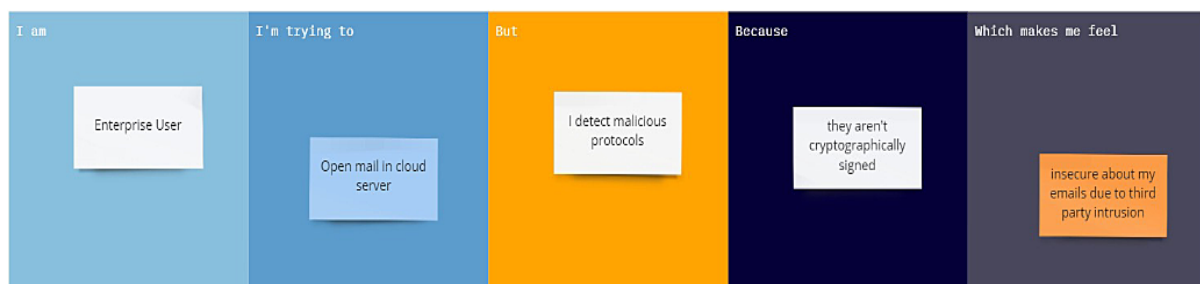 I am
Enterprise User
I'm trying to
Open mail in cloud
server
But
I detect malicious
protocols
Because
they aren't
cryptographically
signed
Which makes me feel
insecure about my
emails due to third
party intrusion